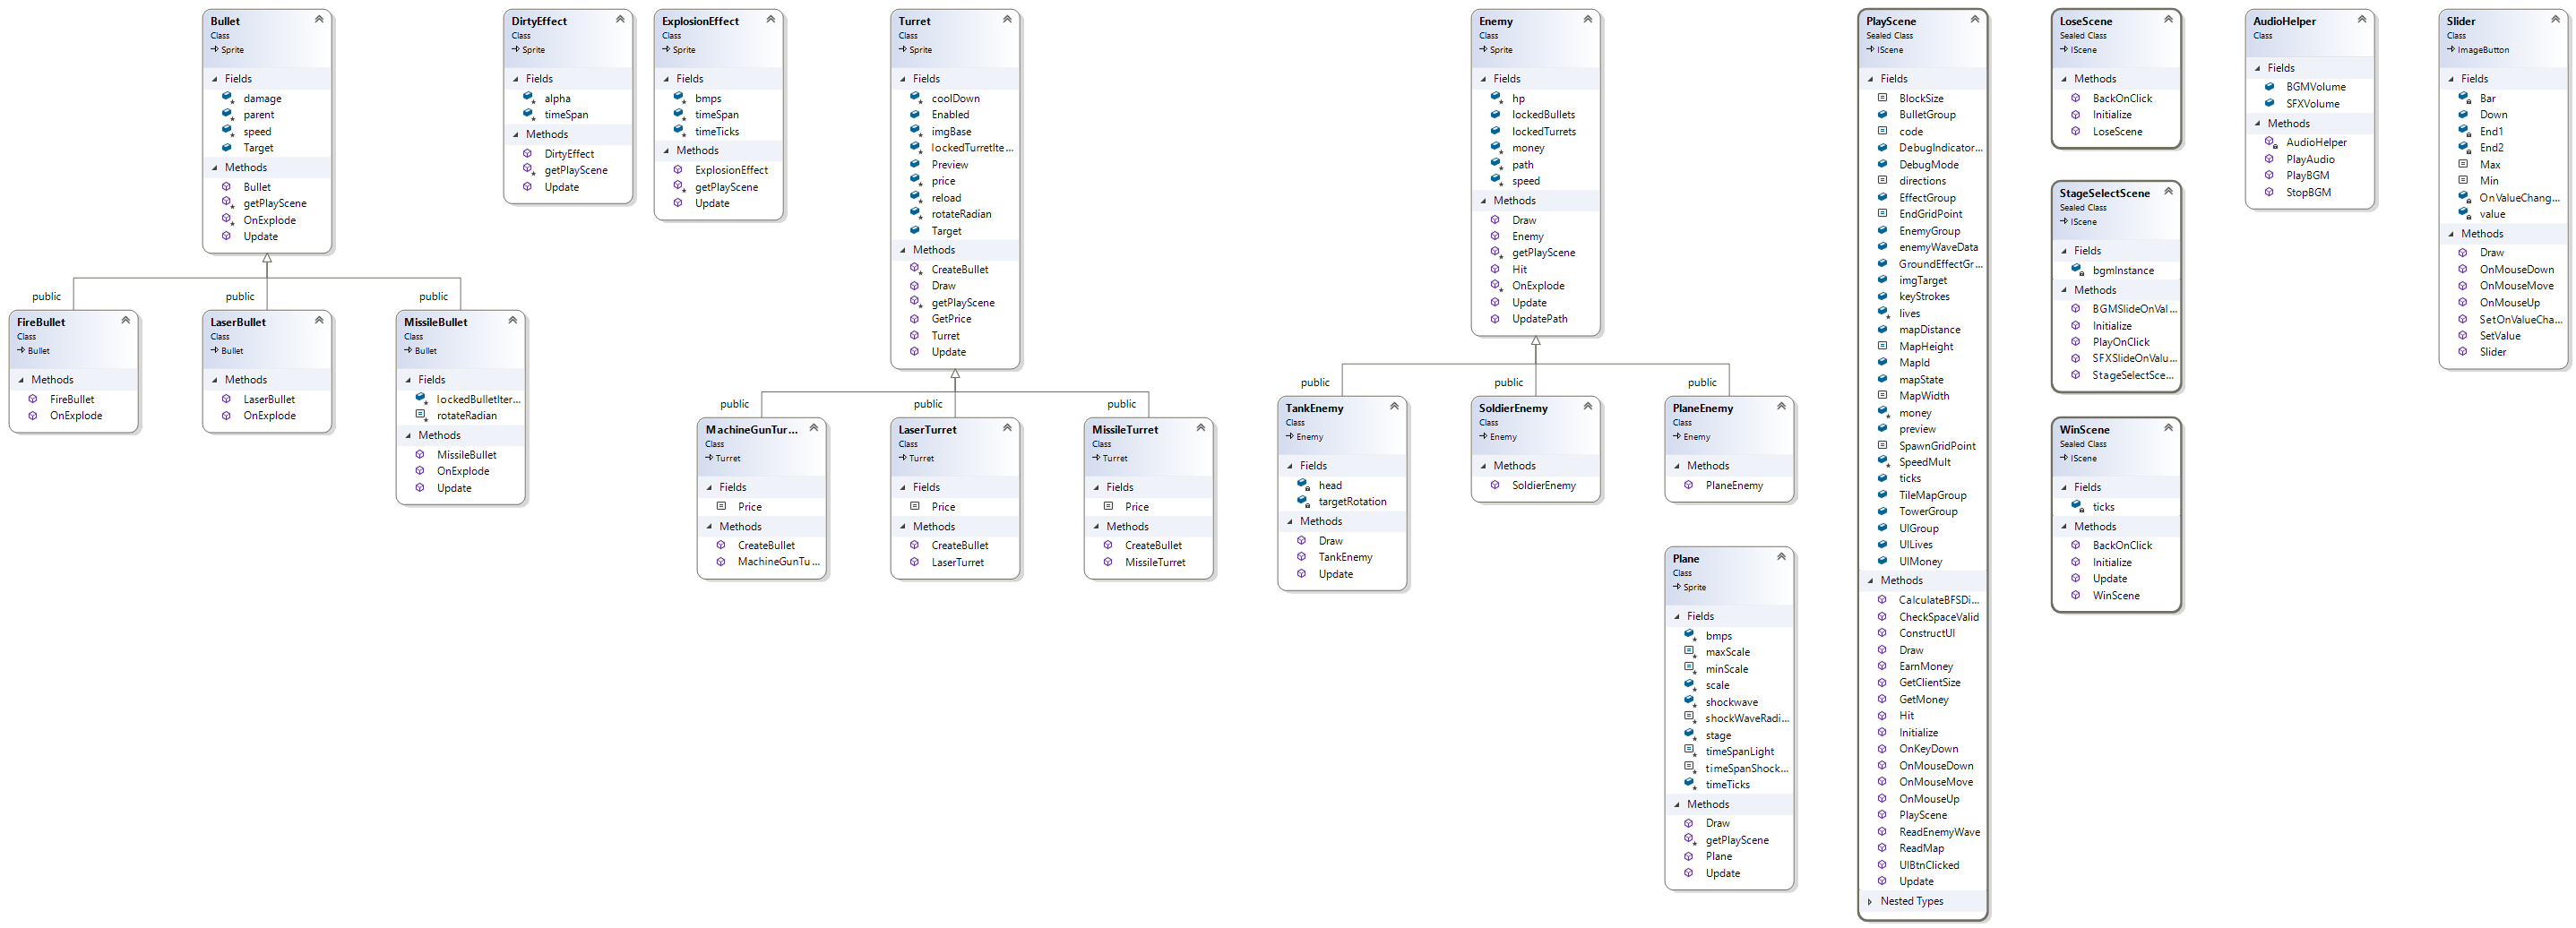 Bullet
Class
Sprite
Fields
damage
parent
speed
Target
Methods
Bullet
getPlayScene
OnExplode
Update
public
public
public
FireBullet
Class
Bullet
Methods
FireBullet
OnExplode
LaserBullet
Class
Bullet
Methods
LaserBullet
OnExplode
MissileBullet
Class
Bullet
Fields
lockedBulletIter...
rotateRadian
Methods
MissileBullet
OnExplode
Update
DirtyEffect
Class
Sprite
Fields
alpha
timeSpan
Methods
DirtyEffect
getPlayScene
Update
ExplosionEffect
Class
Sprite
Fields
bmps
timeSpan
timeTicks
Methods
ExplosionEffect
getPlayScene
Update
Turret
Class
Sprite
Fields
coolDown
Enabled
imgBase
lockedTurretIte...
Preview
price
reload
rotateRadian
Target
Methods
CreateBullet
Draw
getPlayScene
GetPrice
Turret
Update
public
public
public
MachineGunTur...
Class
Turret
Fields
Price
Methods
CreateBullet
MachineGunTu...
LaserTurret
Class
Turret
Fields
Price
Methods
CreateBullet
LaserTurret
MissileTurret
Class
Turret
Fields
Price
Methods
CreateBullet
MissileTurret
Enemy
Class
Sprite
Fields
hp
lockedBullets
lockedTurrets
money
path
speed
Methods
Draw
Enemy
getPlayScene
Hit
OnExplode
Update
UpdatePath
public
public
public
TankEnemy
Class
Enemy
Fields
head
targetRotation
Methods
Draw
TankEnemy
Update
SoldierEnemy
Class
Enemy
Methods
SoldierEnemy
PlaneEnemy
Class
Enemy
Methods
PlaneEnemy
Plane
Class
Sprite
Fields
bmps
maxScale
minScale
scale
shockwave
shockWaveRadi...
stage
timeSpanLight
timeSpanShock...
timeTicks
Methods
Draw
getPlayScene
Plane
Update
PlayScene
Sealed Class
IScene
Fields
BlockSize
BulletGroup
code
DebugIndicator...
DebugMode
directions
EffectGroup
EndGridPoint
EnemyGroup
enemyWaveData
GroundEffectGr...
imgTarget
keyStrokes
lives
mapDistance
MapHeight
MapId
mapState
MapWidth
money
preview
SpawnGridPoint
SpeedMult
ticks
TileMapGroup
TowerGroup
UIGroup
UILives
UIMoney
Methods
CalculateBFSDi...
CheckSpaceValid
ConstructUI
Draw
EarnMoney
GetClientSize
GetMoney
Hit
Initialize
OnKeyDown
OnMouseDown
OnMouseMove
OnMouseUp
PlayScene
ReadEnemyWave
ReadMap
UIBtnClicked
Update
Nested Types
LoseScene
Sealed Class
IScene
Methods
BackOnClick
Initialize
LoseScene
StageSelectScene
Sealed Class
IScene
Fields
bgmInstance
Methods
BGMSlideOnVal...
Initialize
PlayOnClick
SFXSlideOnValu...
StageSelectSce...
WinScene
Sealed Class
IScene
Fields
ticks
Methods
BackOnClick
Initialize
Update
WinScene
AudioHelper
Class
Fields
BGMVolume
SFXVolume
Methods
AudioHelper
PlayAudio
PlayBGM
StopBGM
Slider
Class
ImageButton
Fields
Bar
Down
End1
End2
Max
Min
OnValueChang...
value
Methods
Draw
OnMouseDown
OnMouseMove
OnMouseUp
SetOnValueCha...
SetValue
Slider